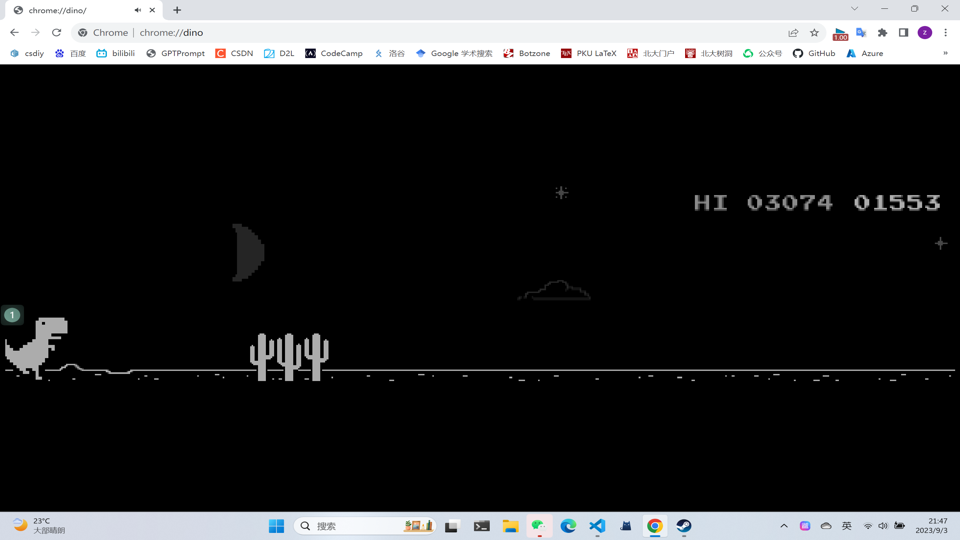 chrome://dino/
Chrome | chrome://dino
1.00
z
csdiy 百度 bilibili GPTPrompt CSDN D2L CodeCamp 洛谷 Google 学术搜索 Botzone PKU LaTeX 北大门户 北大树洞 公众号 GitHub Azure »
HI 03074 01553
1
23°C
大部晴朗
搜索
英
21:47
2023/9/3